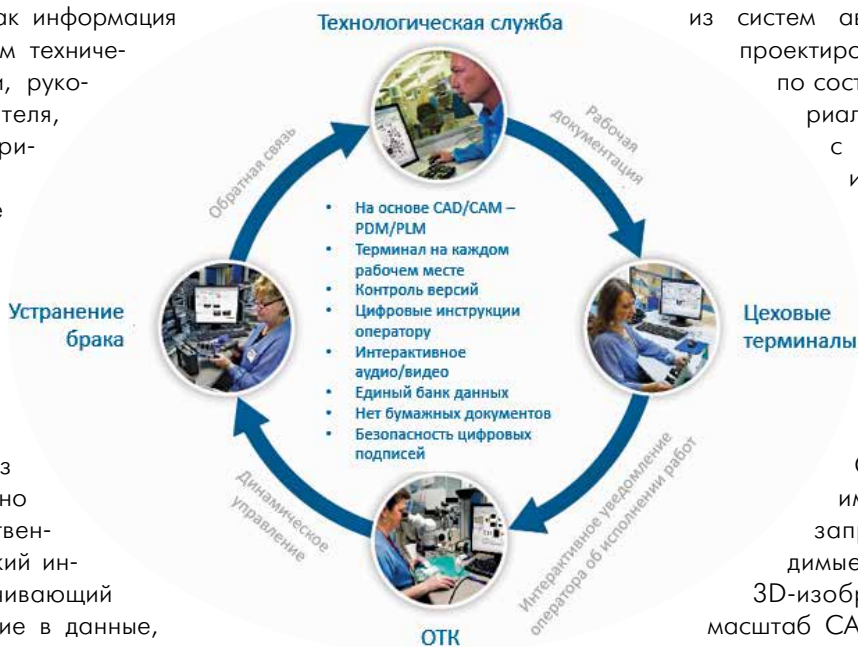 ак информация
м техниче-
и, руко-
теля,
ри-
е
з
но
твен-
кий ин-
чивающий
ие в данные,
Технологическая служба
Обратная связь
Рабочая
документация
• На основе CAD/CAM –
PDM/PLM
• Терминал на каждом
рабочем месте
• Контроль версий
• Цифровые инструкции
оператору
• Интерактивное
аудио/видео
• Единый банк данных
• Нет бумажных документов
• Безопасность цифровых
подписей
Устранение
брака
Цеховые
терминалы
Динамическое
управление
Интерактивное уведомление
оператора об исполнении работ
ОТК
из систем ав
проектиро
по сост
риал
с
и
С
им
запр
димые
3D-изобр
масштаб СА